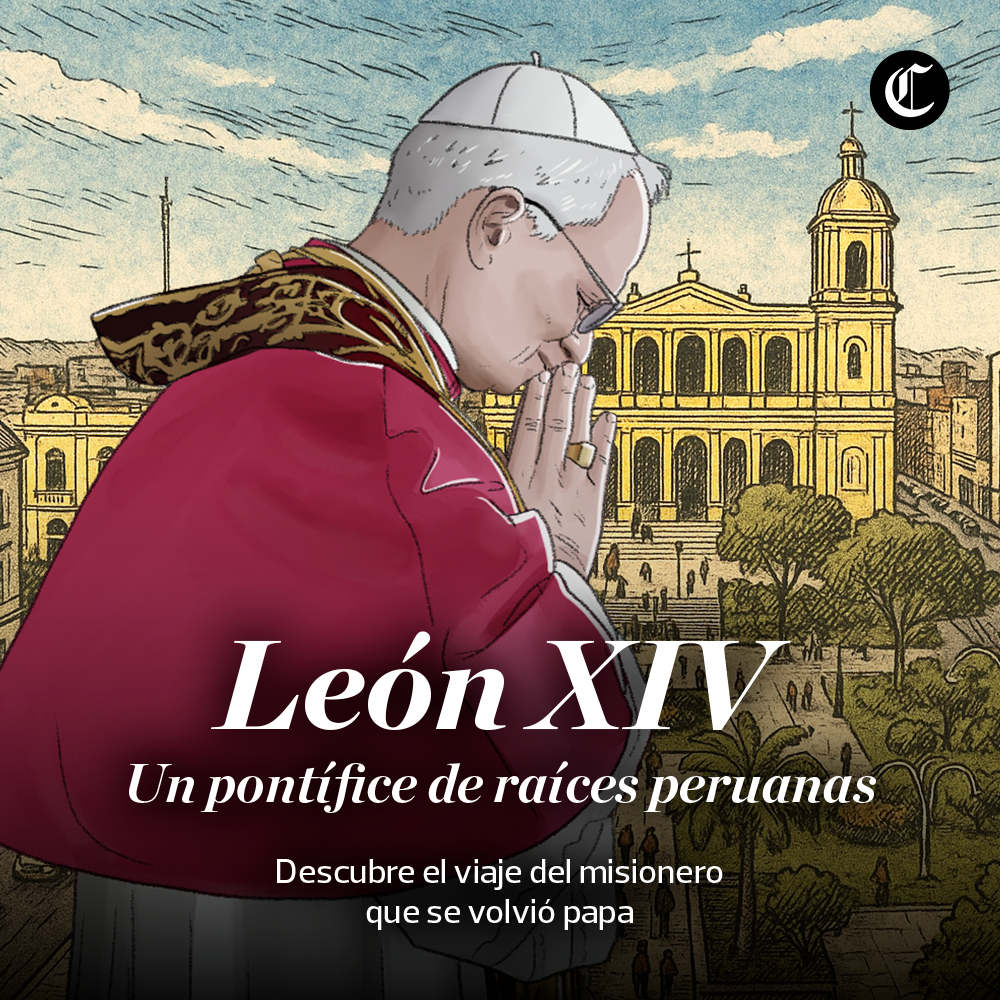 C
León XIV
Un pontífice de raíces peruanas
Descubre el viaje del misionero
que se volvió papa